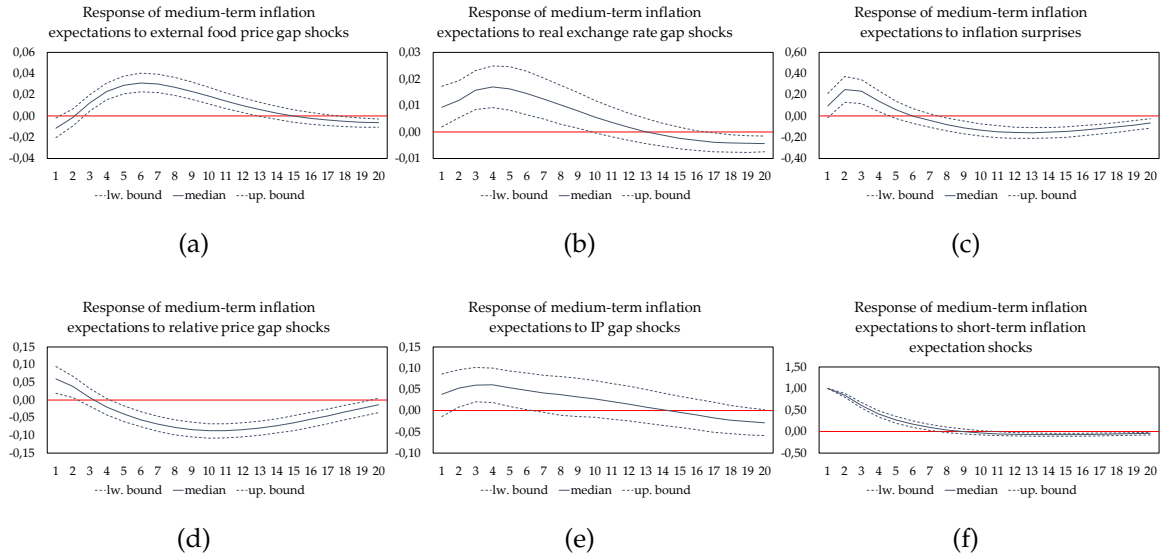 Response of medium-term inflation
expectations to external food price gap shocks
0,06
0,04
0,02
0,00
-0,02
-0,04
1 2 3 4 5 6 7 8 9 10 11 12 13 14 15 16 17 18 19 20
lw. bound median up. bound
(a)
Response of medium-term inflation
expectations to real exchange rate gap shocks
0,03
0,02
0,01
0,00
-0,01
1 2 3 4 5 6 7 8 9 10 11 12 13 14 15 16 17 18 19 20
lw. bound median up. bound
(b)
Response of medium-term inflation
expectations to inflation surprises
0,60
0,40
0,20
0,00
-0,20
-0,40
1 2 3 4 5 6 7 8 9 10 11 12 13 14 15 16 17 18 19 20
lw. bound median up. bound
(c)
Response of medium-term inflation
expectations to relative price gap shocks
0,15
0,10
0,05
0,00
-0,05
-0,10
-0,15
1 2 3 4 5 6 7 8 9 10 11 12 13 14 15 16 17 18 19 20
lw. bound median up. bound
(d)
Response of medium-term inflation
expectations to IP gap shocks
0,15
0,10
0,05
0,00
-0,05
-0,10
1 2 3 4 5 6 7 8 9 10 11 12 13 14 15 16 17 18 19 20
lw. bound median up. bound
(e)
Response of medium-term inflation
expectations to short-term inflation
expectation shocks
1,50
1,00
0,50
0,00
-0,50
1 2 3 4 5 6 7 8 9 10 11 12 13 14 15 16 17 18 19 20
lw. bound median up. bound
(f)